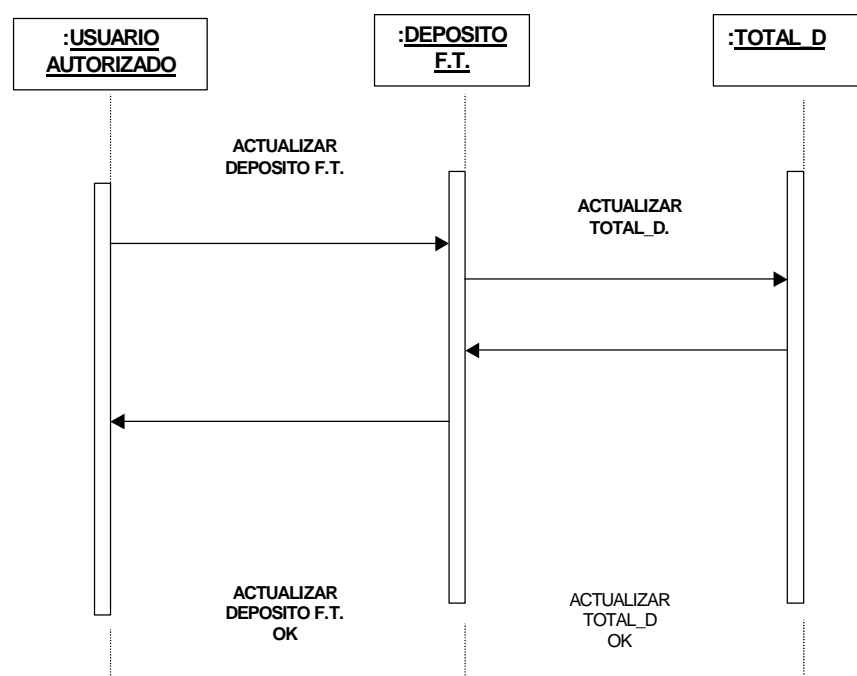 :USUARIO
AUTORIZADO
:DEPOSITO
F.T.
:TOTAL_D
ACTUALIZAR
DEPOSITO F.T.
ACTUALIZAR
TOTAL_D.
ACTUALIZAR
DEPOSITO F.T.
OK
ACTUALIZAR
TOTAL_D
OK